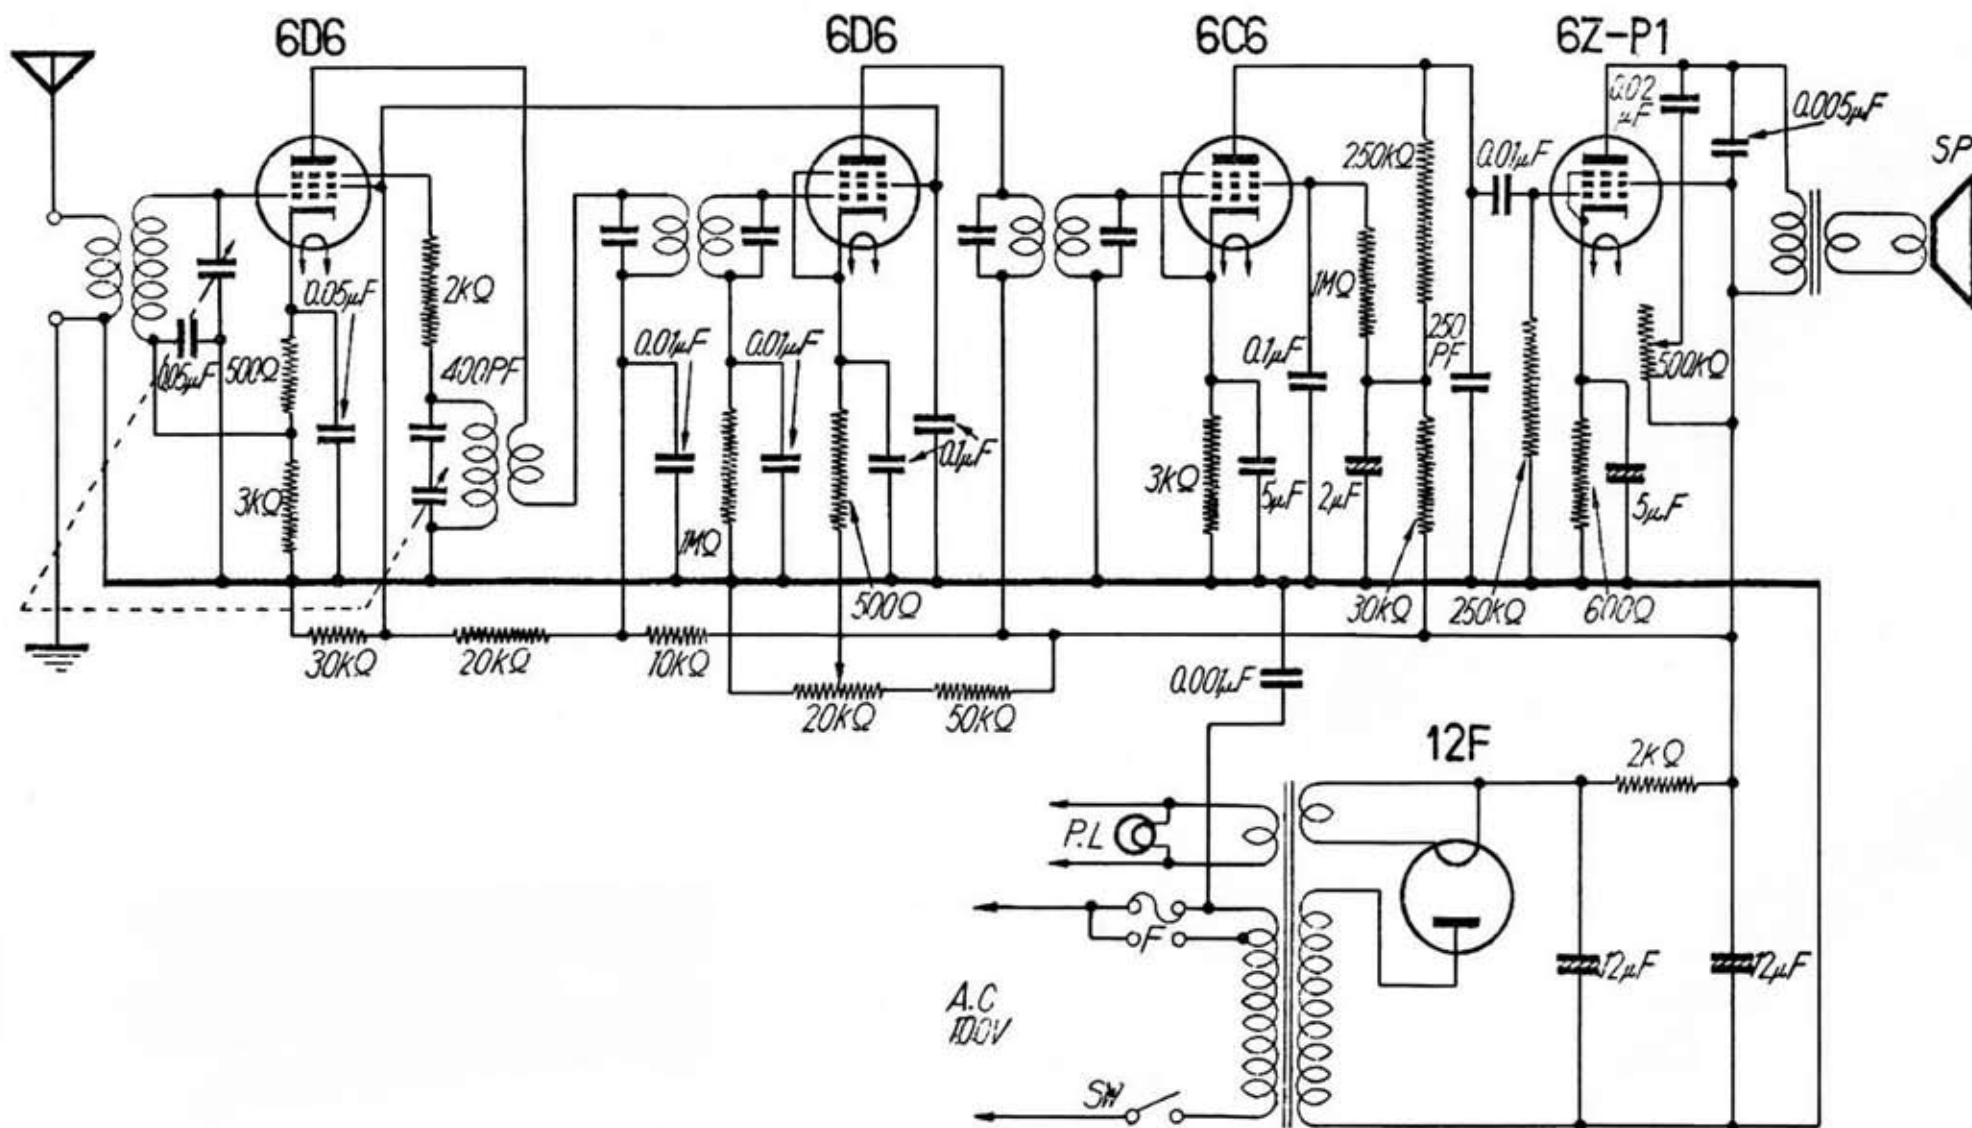 6D6
6D6
6C6
6Z-P1
0.02
μF
0.005μF
SP
250kΩ
0.01μF
0.05μF
2kΩ
1MΩ
250
PF
0.01μF
0.01μF
0.1μF
500kΩ
0.05μF
500Ω
400PF
0.1μF
3kΩ
3kΩ
5μF
2μF
5μF
1MΩ
500Ω
30kΩ
250kΩ
600Ω
30kΩ
20kΩ
10kΩ
0.001μF
20kΩ
50kΩ
12F
2kΩ
P.L
F
12μF
12μF
A.C
100V
SW